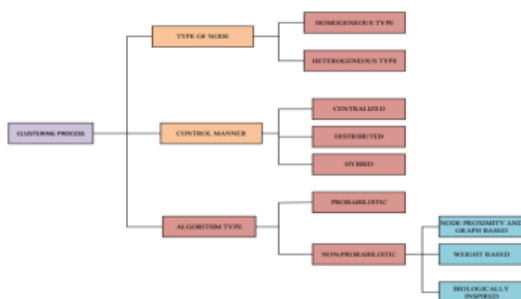 HOMOGENEOUS TYPE
TYPE OF NODE
HETEROGENEOUS TYPE
CENTRALIZED
CLUSTERING PROCESS
CONTROL MANNER
DISTRIBUTED
HYBRID
PROBABILISTIC
ALGORITHM TYPE
NODE PROXIMITY AND
GRAPH BASED
NON-PROBABILISTIC
WEIGHT BASED
BIOLOGICALLY
INSPIRED